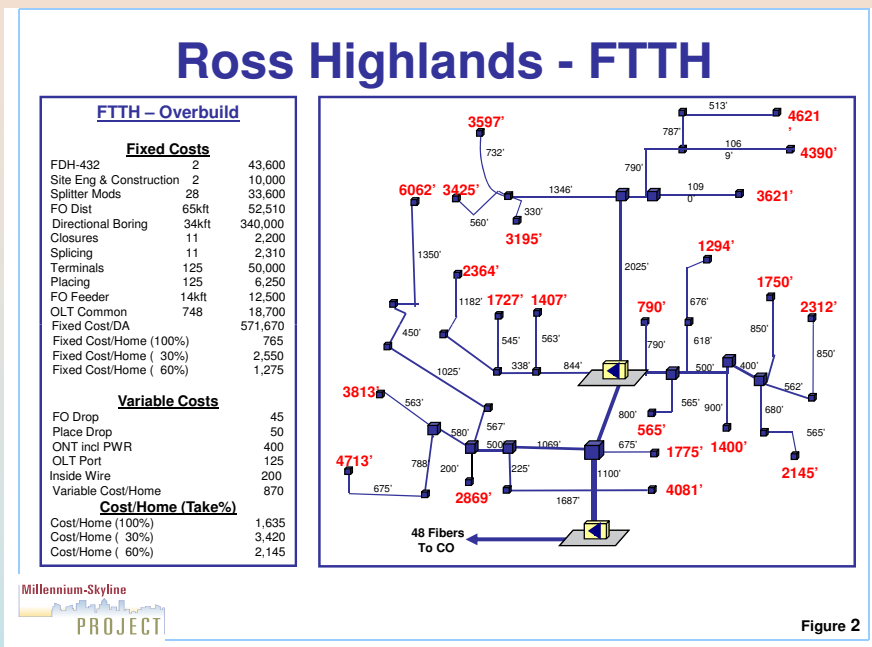 Ross Highlands - FTTH
FTTH – Overbuild
Fixed Costs
FDH-432 2 43,600
Site Eng & Construction 2 10,000
Splitter Mods 28 33,600
FO Dist 65kft 52,510
Directional Boring 34kft 340,000
Closures 11 2,200
Splicing 11 2,310
Terminals 125 50,000
Placing 125 6,250
FO Feeder 14kft 12,500
OLT Common 748 18,700
Fixed Cost/DA 571,670
Fixed Cost/Home (100%) 765
Fixed Cost/Home ( 30%) 2,550
Fixed Cost/Home ( 60%) 1,275
Variable Costs
FO Drop 45
Place Drop 50
ONT incl PWR 400
OLT Port 125
Inside Wire 200
Variable Cost/Home 870
Cost/Home (Take%)
Cost/Home (100%) 1,635
Cost/Home ( 30%) 3,420
Cost/Home ( 60%) 2,145
513'
4621
'
3597'
787'
106
9'
4390'
732'
790'
6062' 3425'
1346'
109
0'
3621'
560'
330'
3195'
1294'
1350'
2025'
2364'
1750'
1182'
1727' 1407'
790'
676'
2312'
450'
545'
563'
790'
618'
850'
850'
1025'
338'
844'
500'
400'
562'
3813'
563'
567'
800'
565'
565'
900'
680'
565'
580'
500'
1069'
675'
1775' 1400'
2145'
4713'
788'
200'
225'
1100'
675'
2869'
1687'
4081'
48 Fibers
To CO
Millennium-Skyline
PROJECT
Figure 2